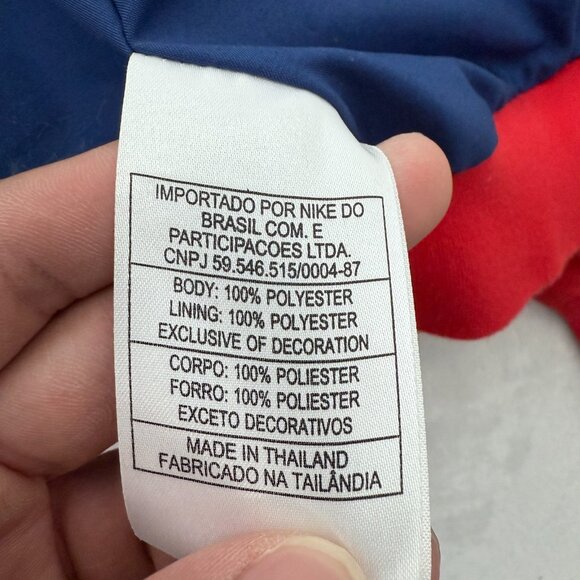 IMPORTADO POR NIKE DO
BRASIL COM. E
PARTICIPACOES LTDA.
CNPJ 59.546.515/0004-87
BODY: 100% POLYESTER
LINING: 100% POLYESTER
EXCLUSIVE OF DECORATION
CORPO: 100% POLIESTER
FORRO: 100% POLIESTER
EXCETO DECORATIVOS
MADE IN THAILAND
FABRICADO NA TAILÂNDIA